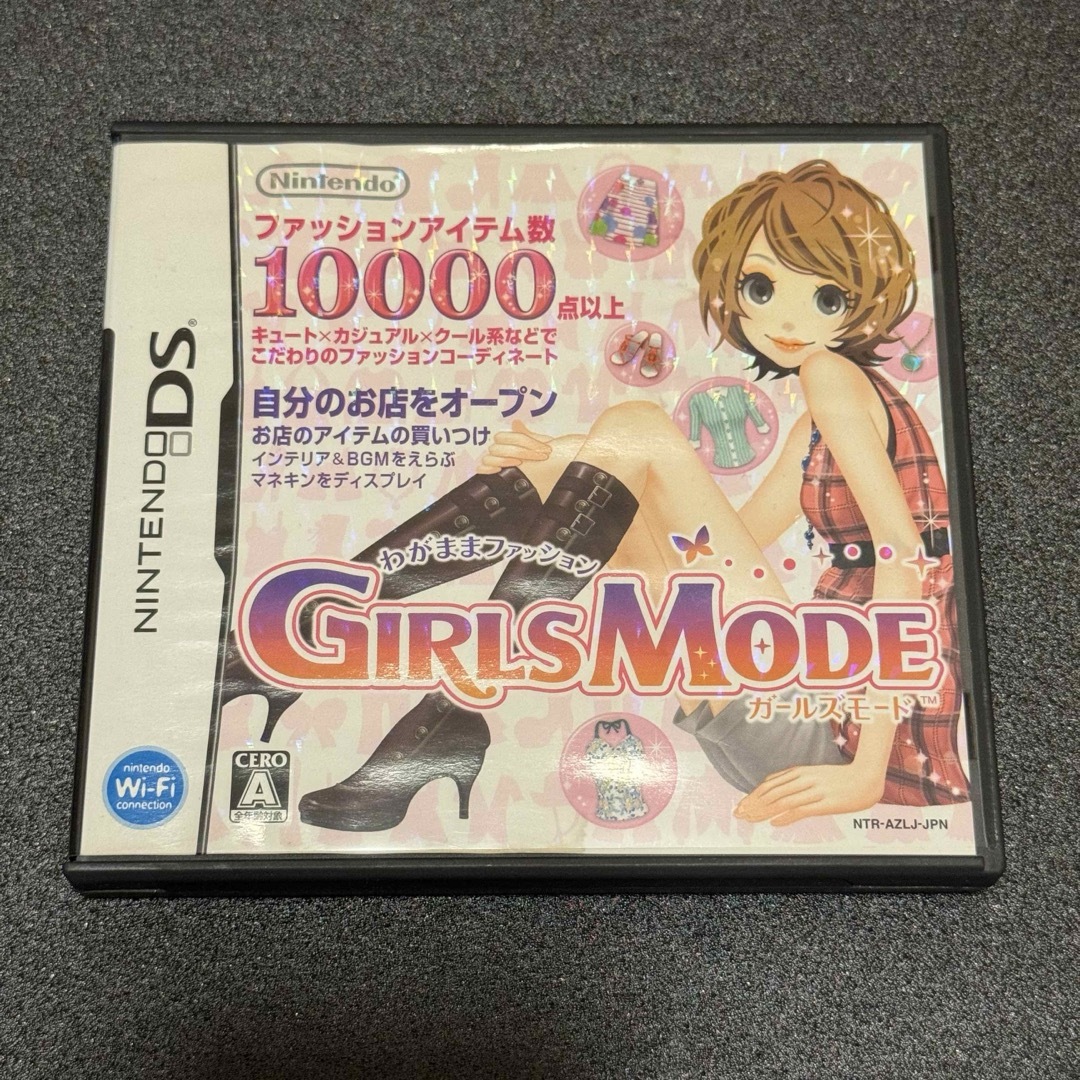 NINTENDO DS®
Nintendo®
ファッションアイテム数
10000点以上
キュート×カジュアル×クール系などで
こだわりのファッションコーディネート
自分のお店をオープン
お店のアイテムの買いつけ
インテリア&BGMをえらぶ
マネキンをディスプレイ
わがままファッション
GIRLSMODE
ガールズモード™
nintendo
Wi-Fi
connection
CERO
A
全年齢対象
NTR-AZLJ-JPN